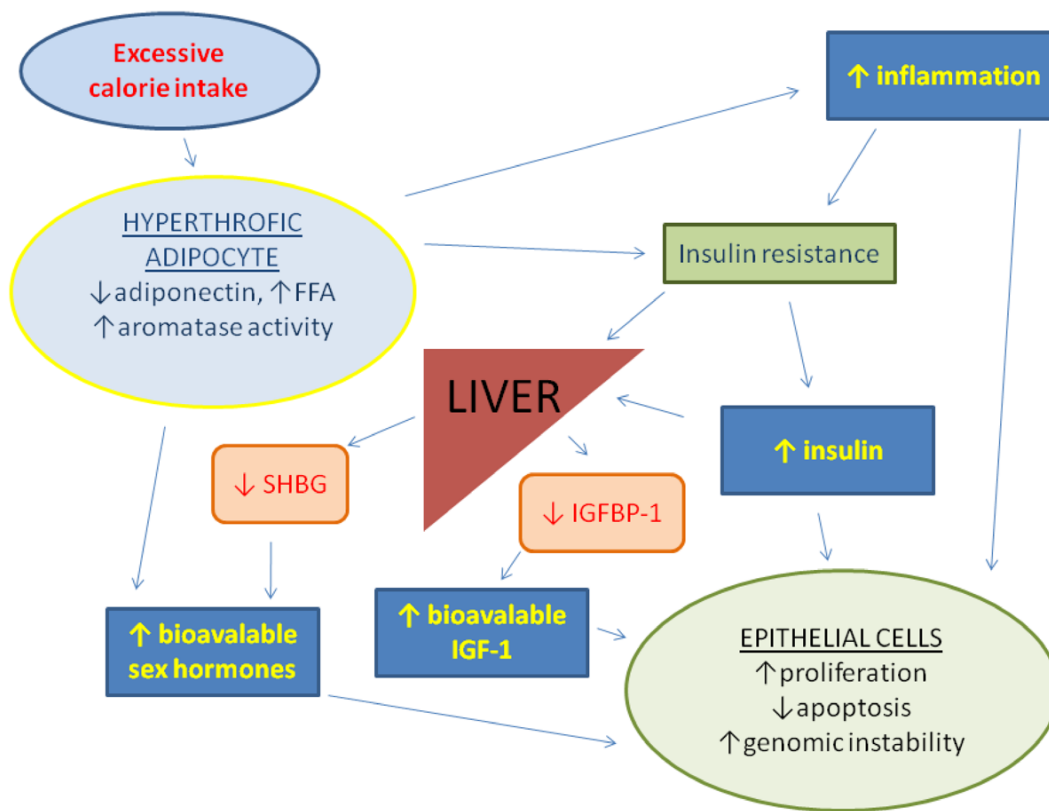 Excessive
calorie intake
↑ inflammation
HYPERTHROFIC
ADIPOCYTE
↓adiponectin, ↑FFA
↑aromatase activity
Insulin resistance
LIVER
↑ insulin
↓ SHBG
↓ IGFBP-1
↑ bioavalable
sex hormones
↑ bioavalable
IGF-1
EPITHELIAL CELLS
↑proliferation
↓apoptosis
↑genomic instability